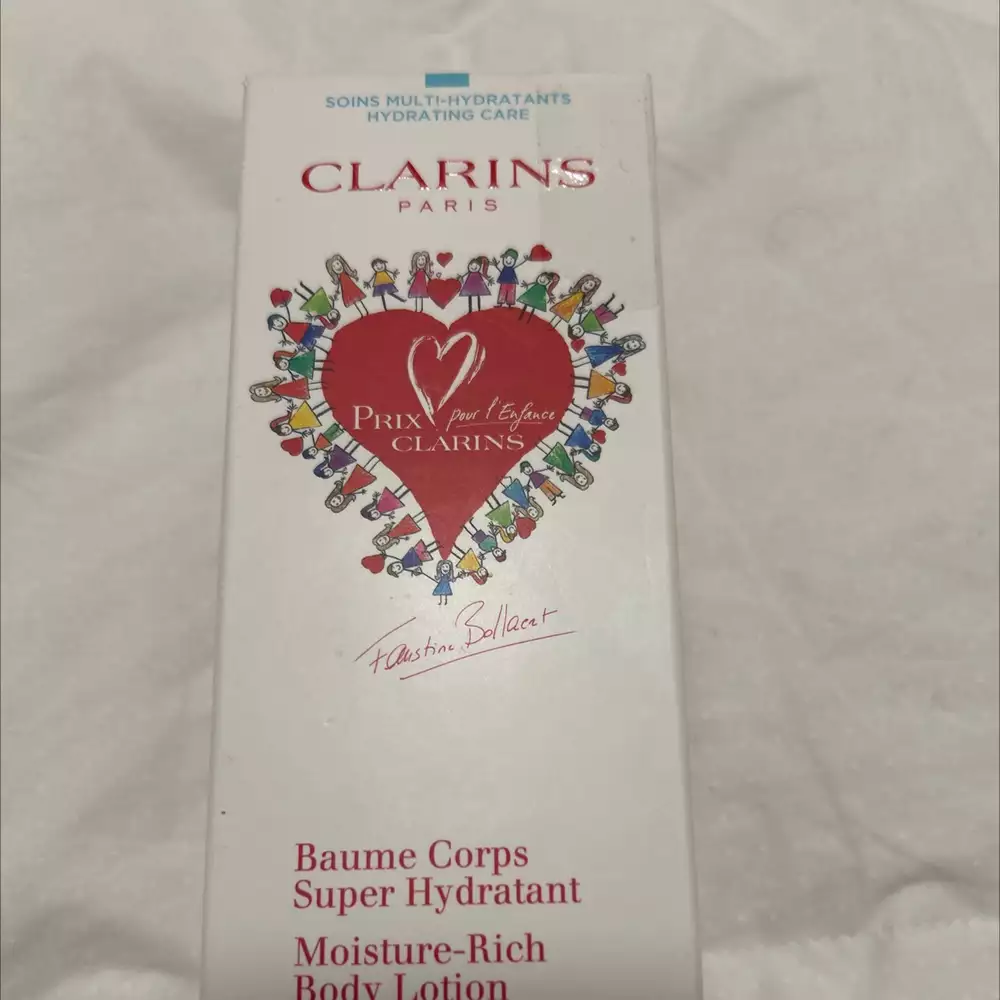 SOINS MULTI-HYDRATANTS
HYDRATING CARE
CLARINS
PARIS
PRIX pour l'Enfance
CLARINS
Faustine Bollaert
Baume Corps
Super Hydratant
Moisture-Rich
Body Lotion